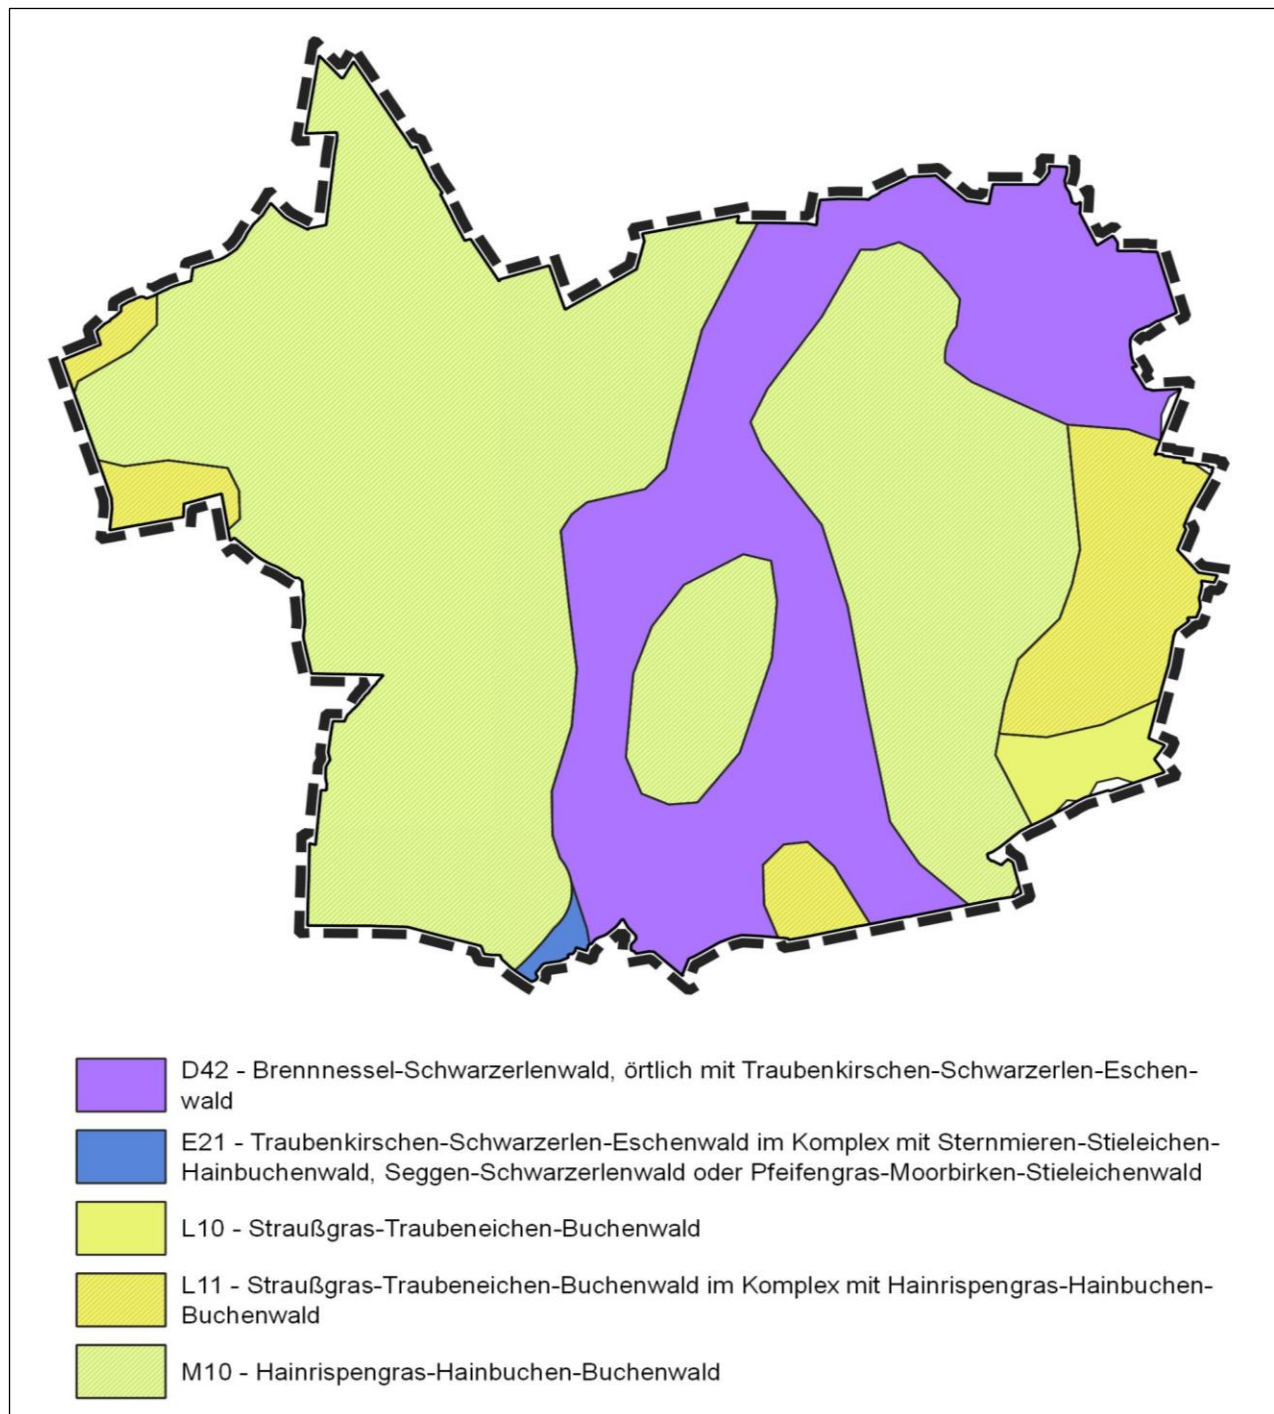 D42 - Brennnessel-Schwarzerlenwald, örtlich mit Traubenkirschen-Schwarzerlen-Eschen-
wald
E21 - Traubenkirschen-Schwarzerlen-Eschenwald im Komplex mit Sternmieren-Stieleichen-
Hainbuchenwald, Seggen-Schwarzerlenwald oder Pfeifengras-Moorbirken-Stieleichenwald
L10 - Straußgras-Traubeneichen-Buchenwald
L11 - Straußgras-Traubeneichen-Buchenwald im Komplex mit Hainrispengras-Hainbuchen-
Buchenwald
M10 - Hainrispengras-Hainbuchen-Buchenwald